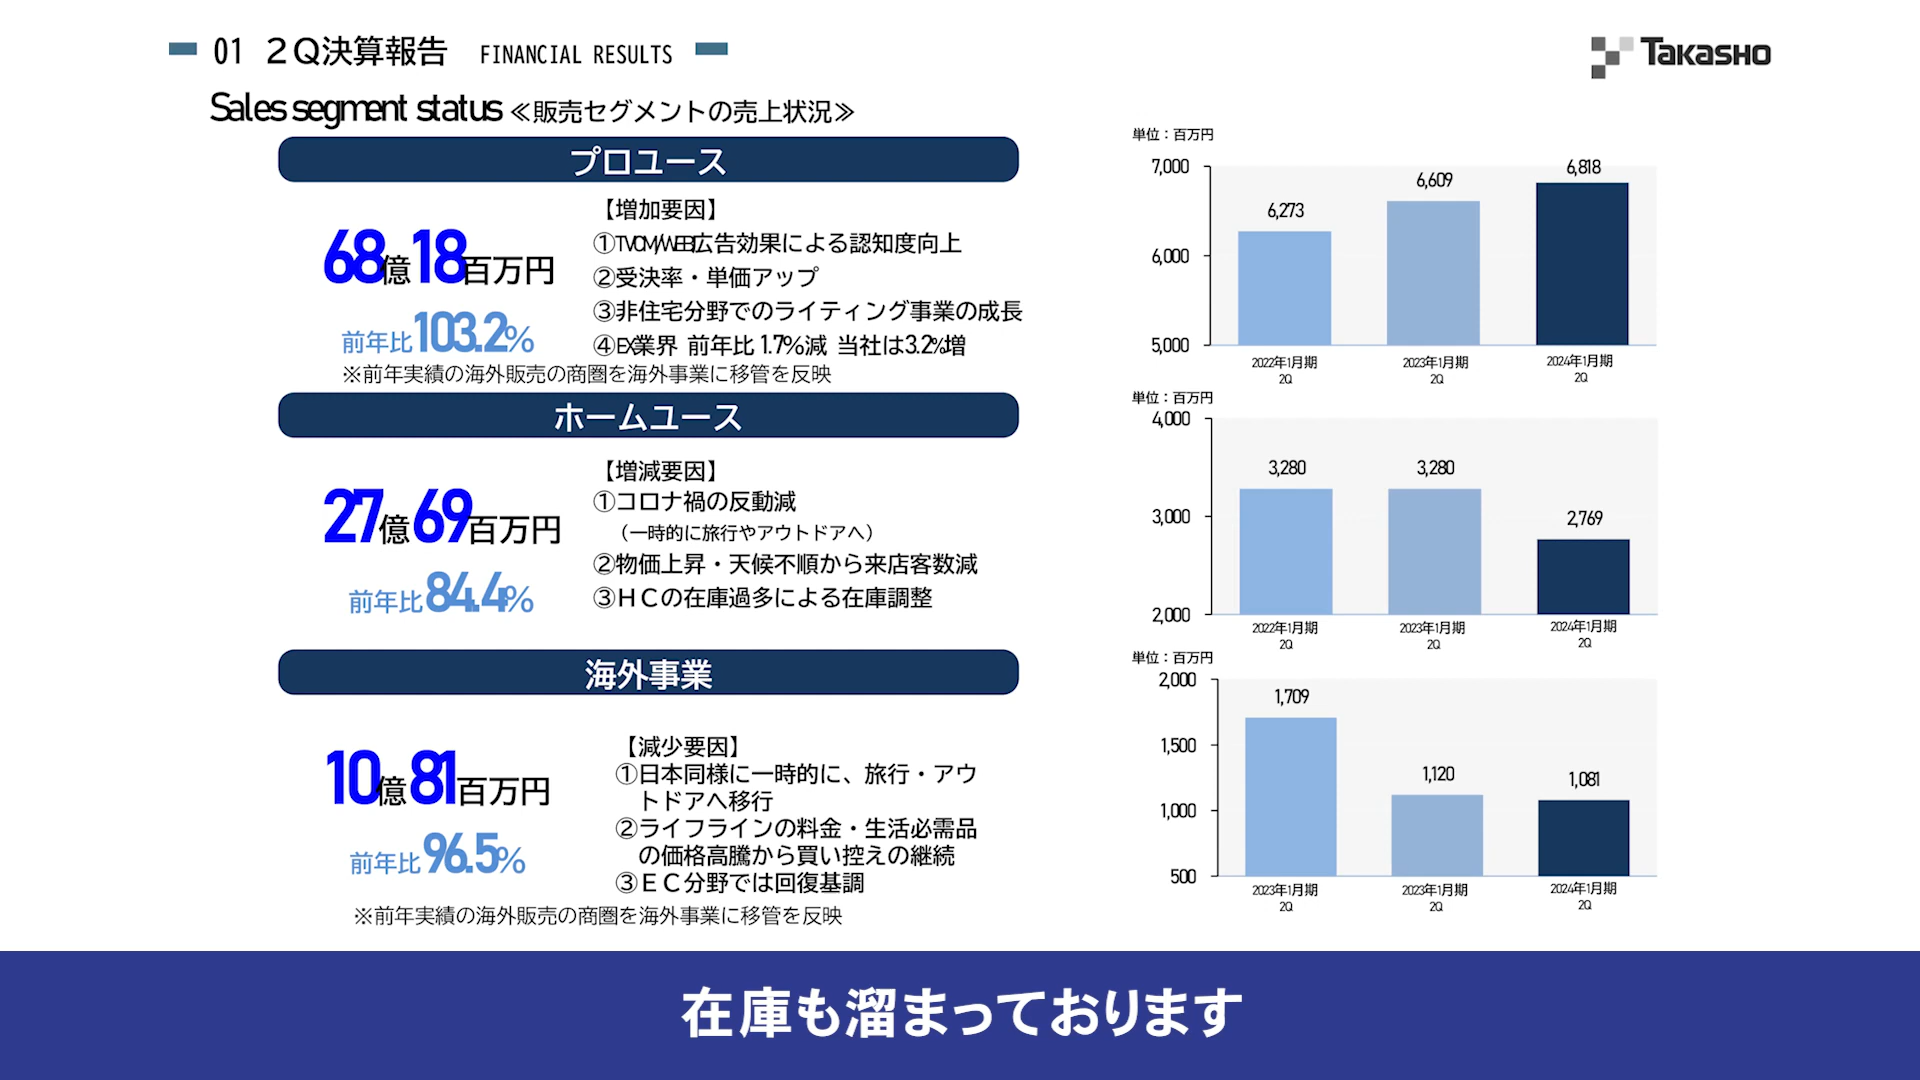 01 2Q決算報告 FINANCIAL RESULTS
Takasho
Sales segment status ≪販売セグメントの売上状況≫
プロユース
68億18百万円
前年比103.2%
【増加要因】
①TVCM/WEB広告効果による認知度向上
②受決率・単価アップ
③非住宅分野でのライティング事業の成長
④EX業界 前年比1.7%減 当社は3.2%増
※前年実績の海外販売の商圏を海外事業に移管を反映
単位：百万円
7,000
6,000
5,000
6,273
6,609
6,818
2022年1月期
2Q
2023年1月期
2Q
2024年1月期
2Q
ホームユース
27億69百万円
前年比84.4%
【増減要因】
①コロナ禍の反動減
（一時的に旅行やアウトドアへ）
②物価上昇・天候不順から来店客数減
③HCの在庫過多による在庫調整
単位：百万円
4,000
3,000
2,000
3,280
3,280
2,769
2022年1月期
2Q
2023年1月期
2Q
2024年1月期
2Q
海外事業
10億81百万円
前年比96.5%
【減少要因】
①日本同様に一時的に、旅行・アウ
トドアへ移行
②ライフラインの料金・生活必需品
の価格高騰から買い控えの継続
③EC分野では回復基調
※前年実績の海外販売の商圏を海外事業に移管を反映
単位：百万円
2,000
1,500
1,000
500
1,709
1,120
1,081
2023年1月期
2Q
2023年1月期
2Q
2024年1月期
2Q
在庫も溜まっております